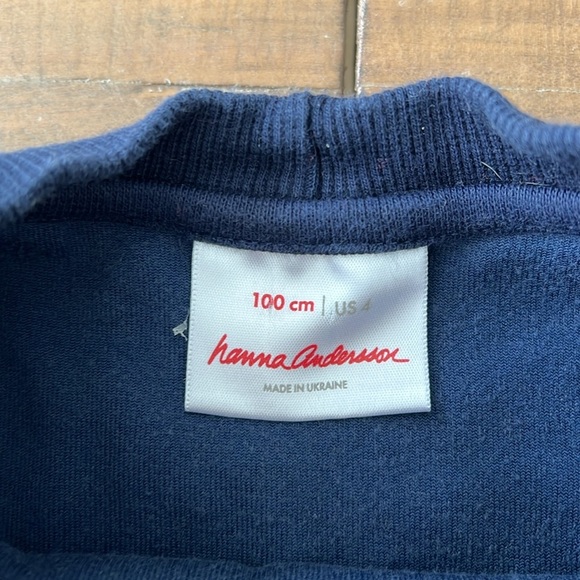 100 cm | US 4
hanna andersson
MADE IN UKRAINE